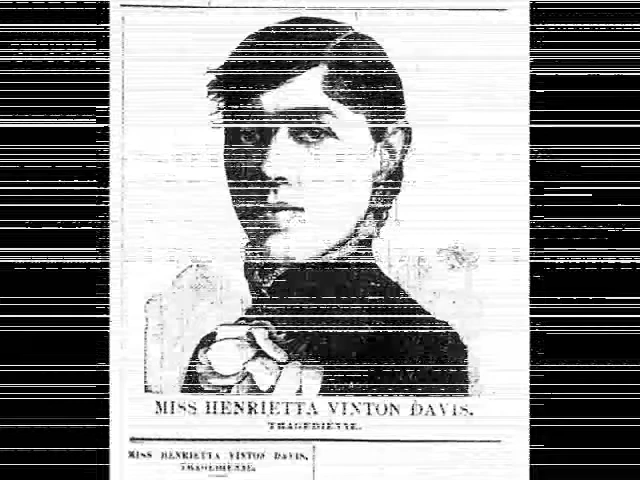 MISS HENRIETTA VINTON DAVIS.
TRAGEDIENNE.
MISS HENRIETTA VINTON DAVIS.
TRAGEDIENNE.